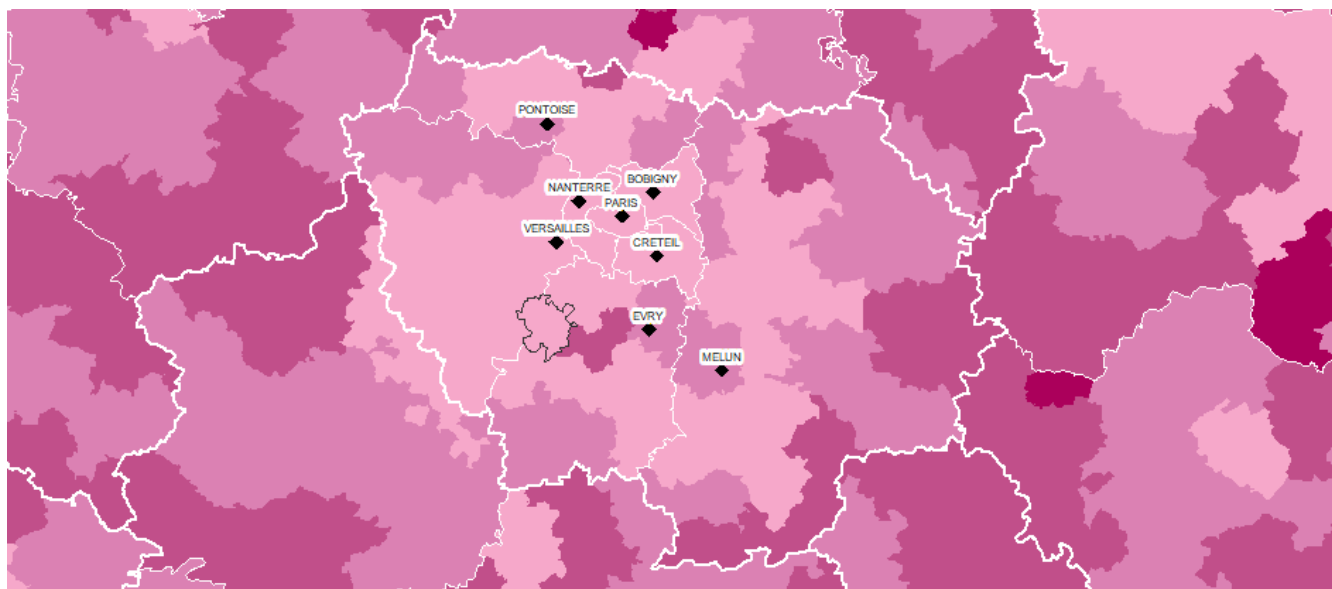 PONTOISE
BOBIGNY
NANTERRE
PARIS
VERSAILLES
CRETEIL
EVRY
MELUN